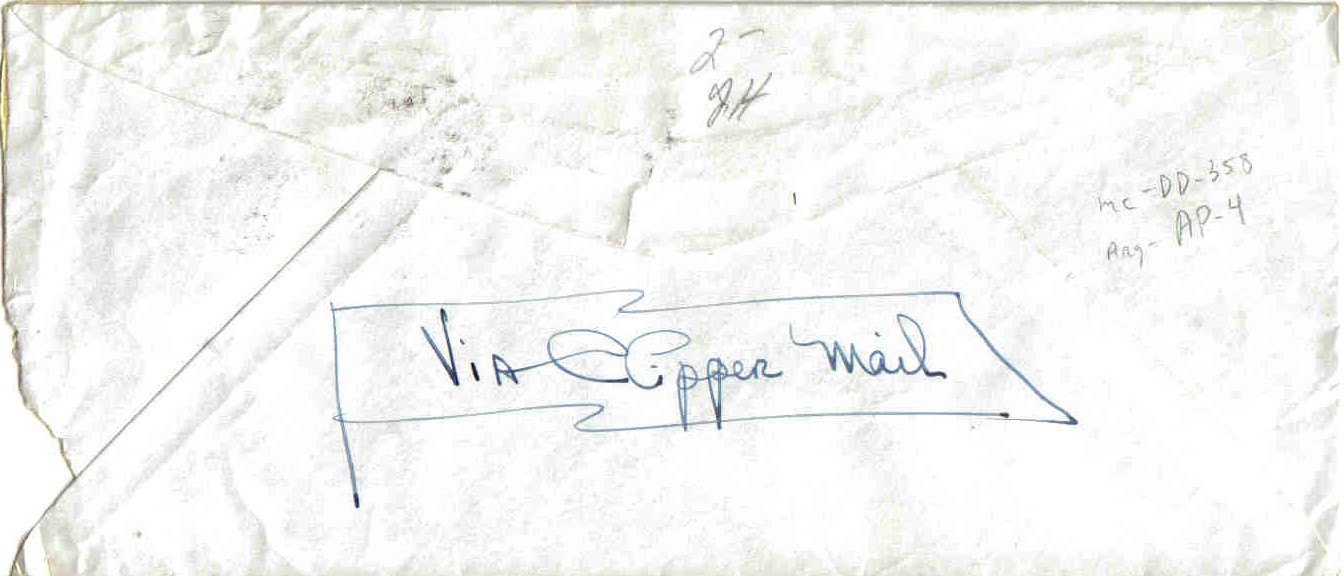 2-
JH
mc-DD-358
Arg- AP-4
Via Clipper Mail